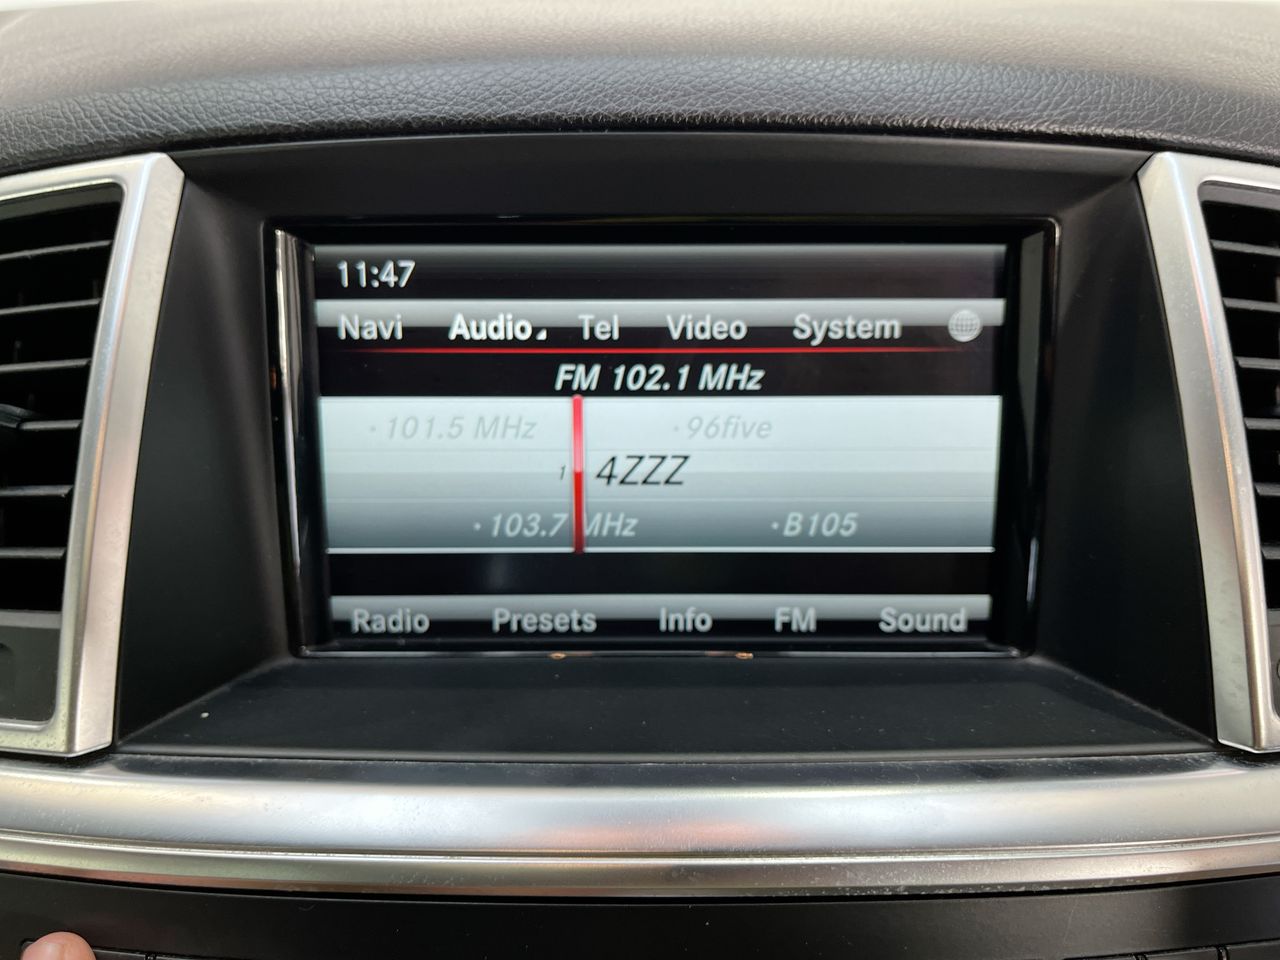 11:47
Navi Audio Tel Video System
FM 102.1 MHz
·101.5 MHz ·96five
1 4ZZZ
·103.7 MHz ·B105
Radio Presets Info FM Sound